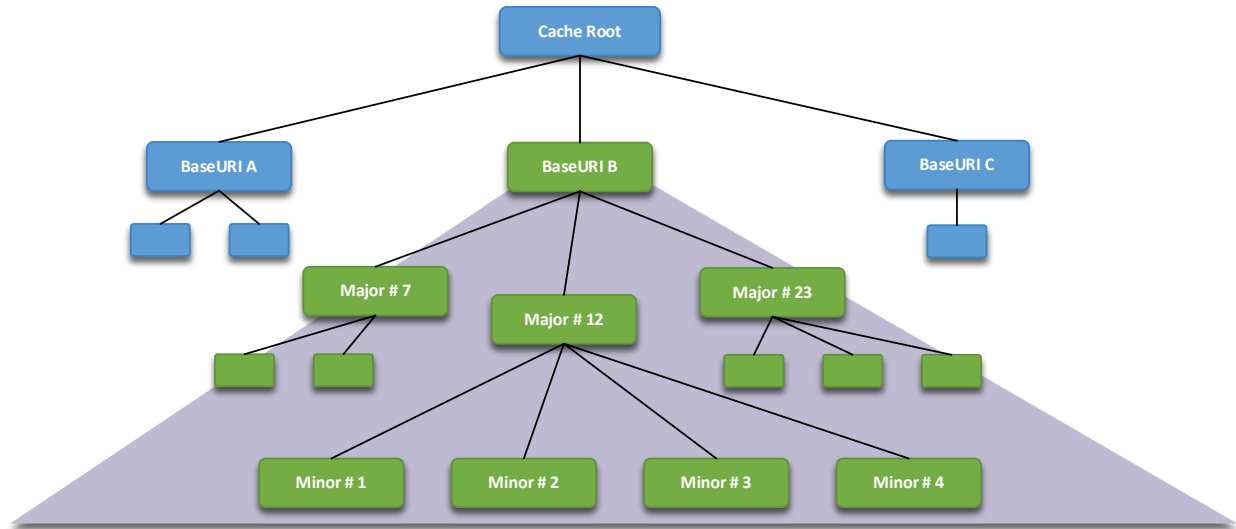 Cache Root
BaseURI A
BaseURI B
BaseURI C
Major # 7
Major # 12
Major # 23
Minor # 1
Minor # 2
Minor # 3
Minor # 4